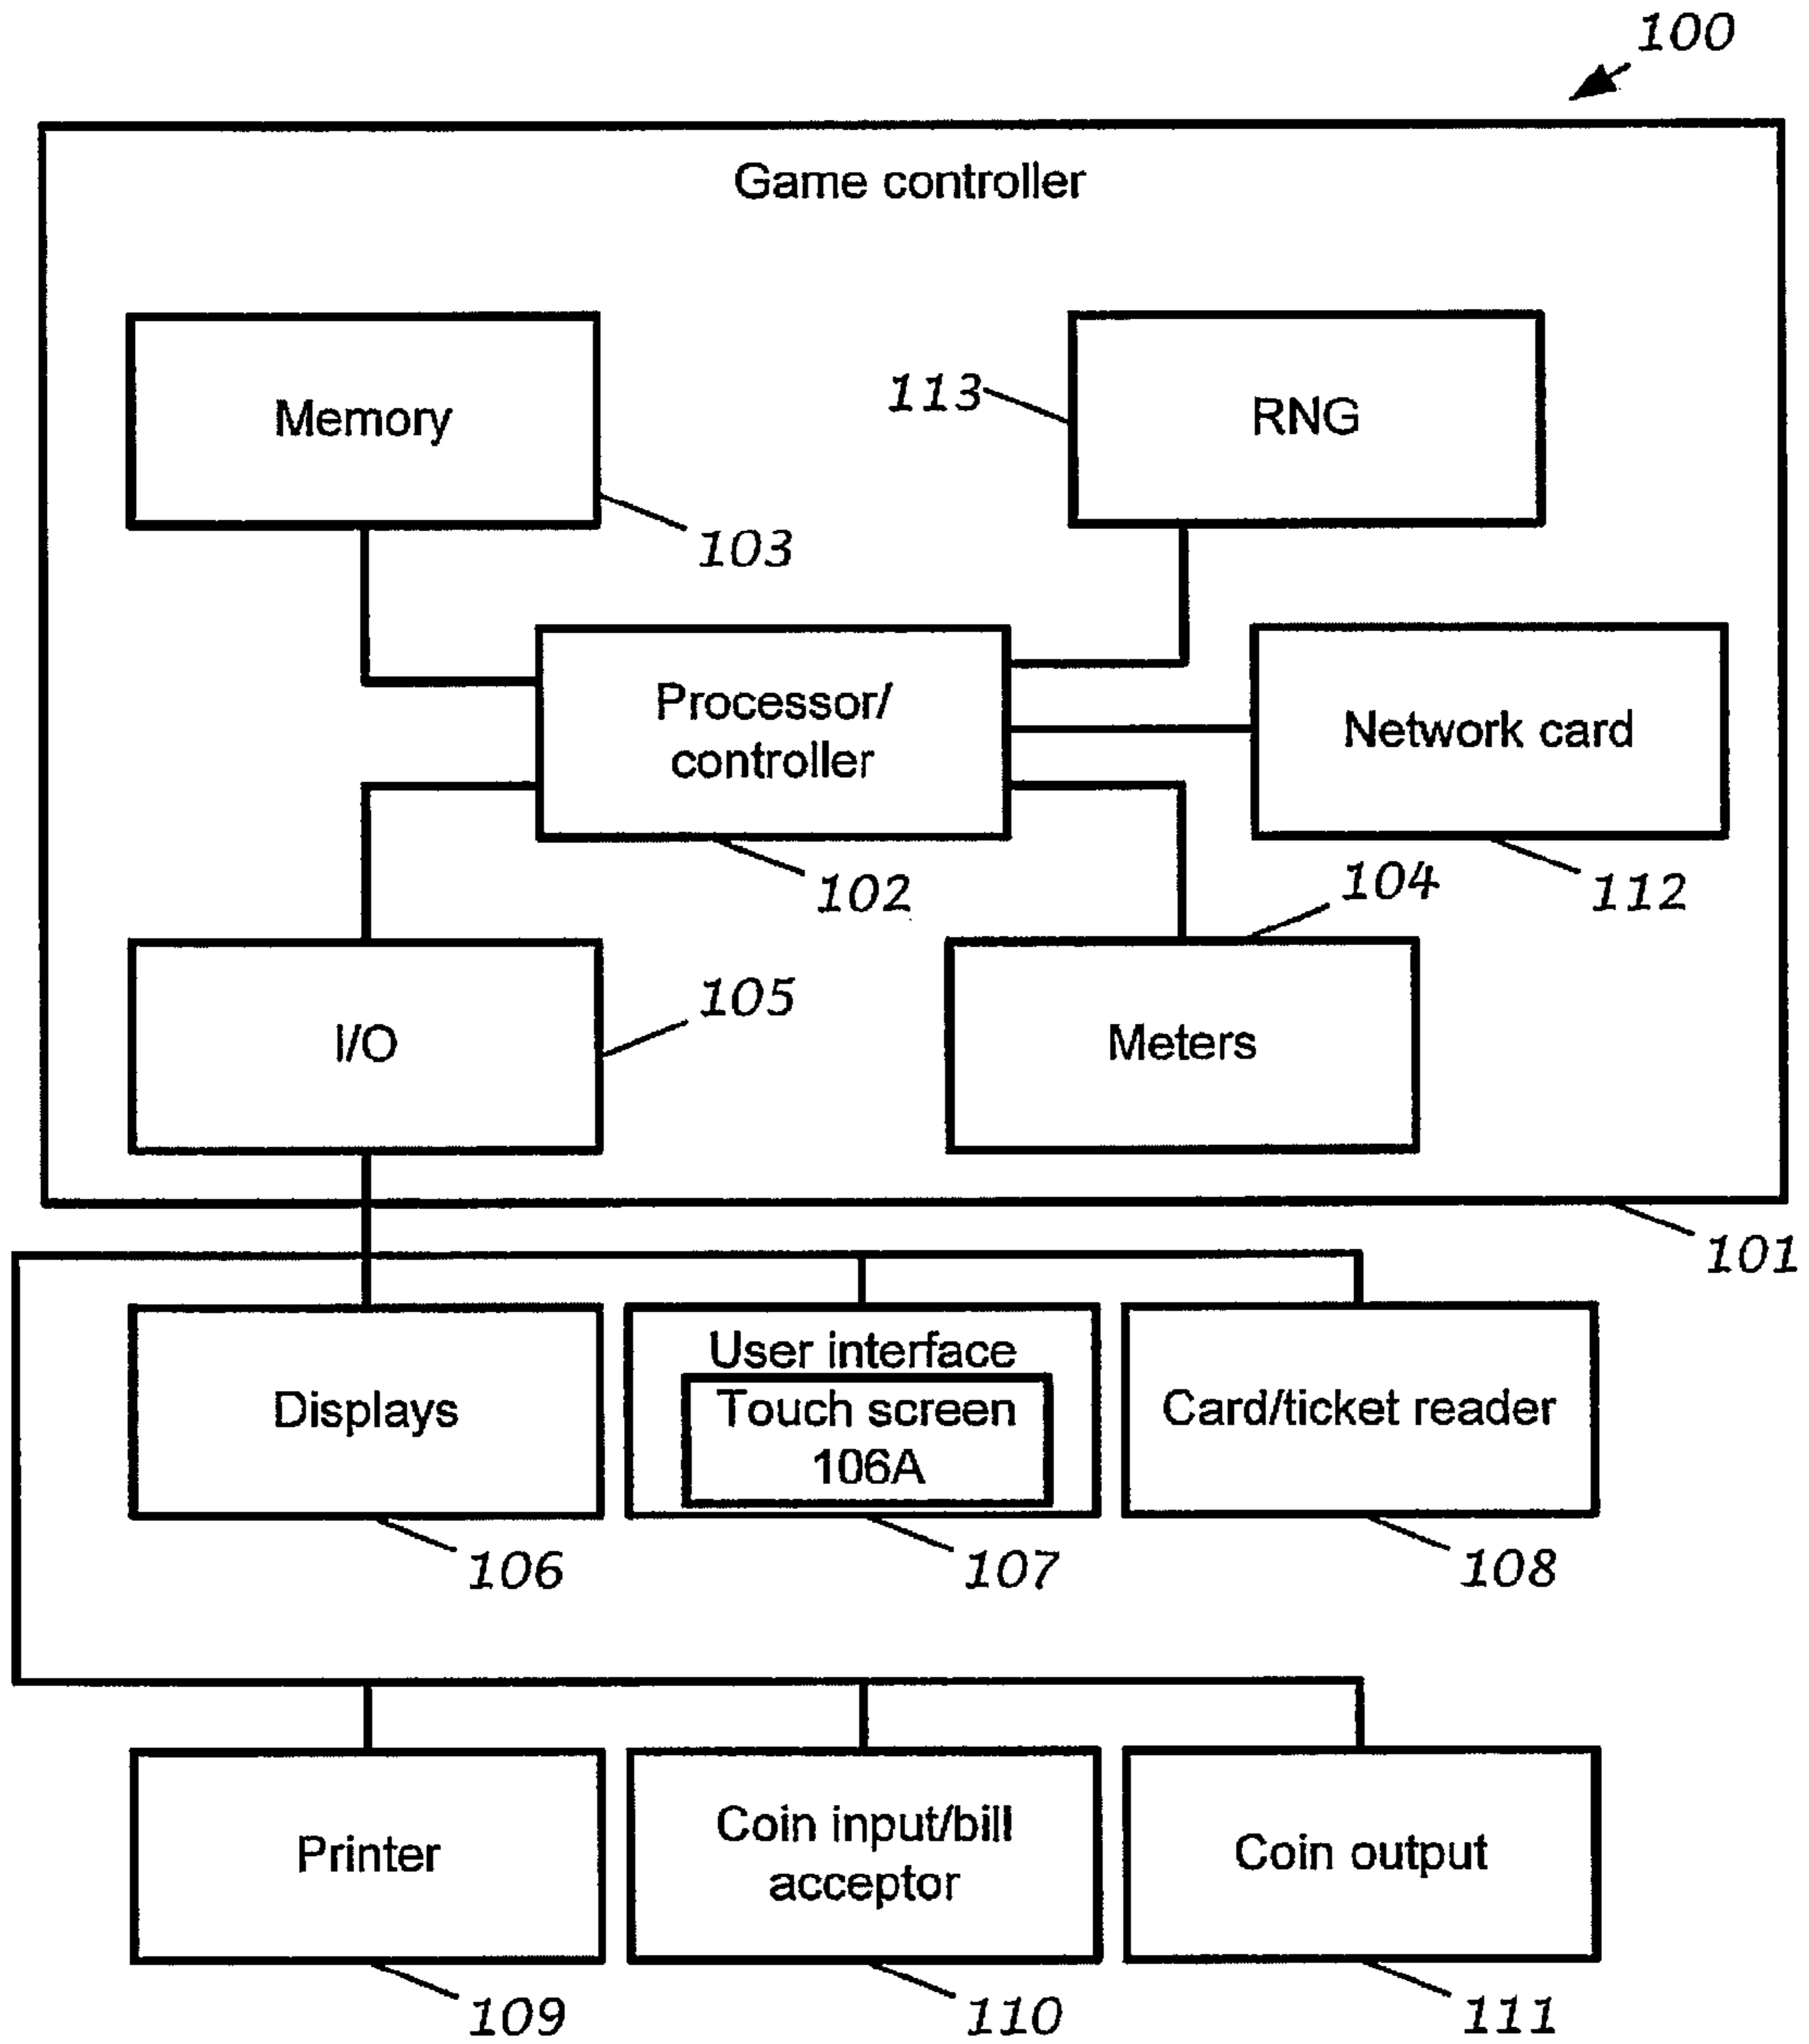 100
Game controller
Memory
113
RNG
103
Processor/
controller
Network card
102
104
112
I/O
105
Meters
101
Displays
User interface
Touch screen
106A
Card/ticket reader
106
107
108
Printer
Coin input/bill
acceptor
Coin output
109
110
111